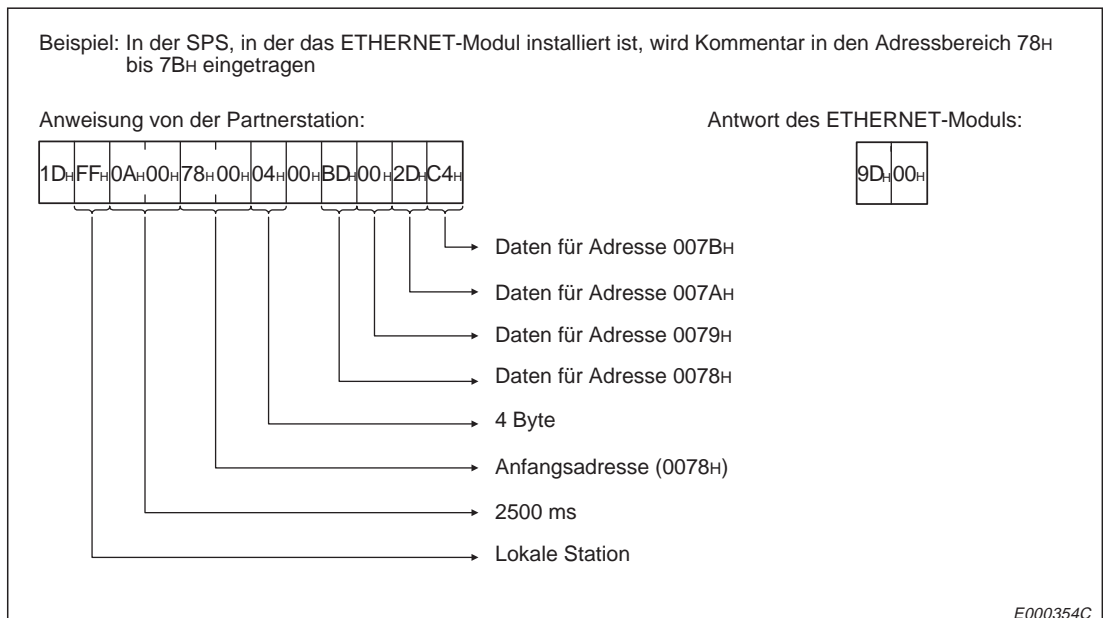 Beispiel: In der SPS, in der das ETHERNET-Modul installiert ist, wird Kommentar in den Adressbereich 78H
bis 7BH eingetragen
Anweisung von der Partnerstation:
Antwort des ETHERNET-Moduls:
1DH FFH 0AH 00H 78H 00H 04H 00H BDH 00H 2DH C4H
9DH 00H
Daten für Adresse 007BH
Daten für Adresse 007AH
Daten für Adresse 0079H
Daten für Adresse 0078H
4 Byte
Anfangsadresse (0078H)
2500 ms
Lokale Station
E000354C